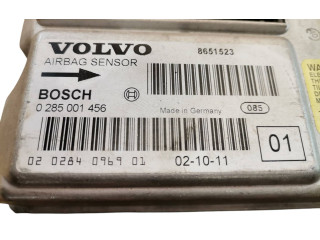 VOLVO 8651523
AIRBAG SENSOR
BOSCH
0 285 001 456 Made in Germany 085
02 0284 0969 01 02-10-11 01